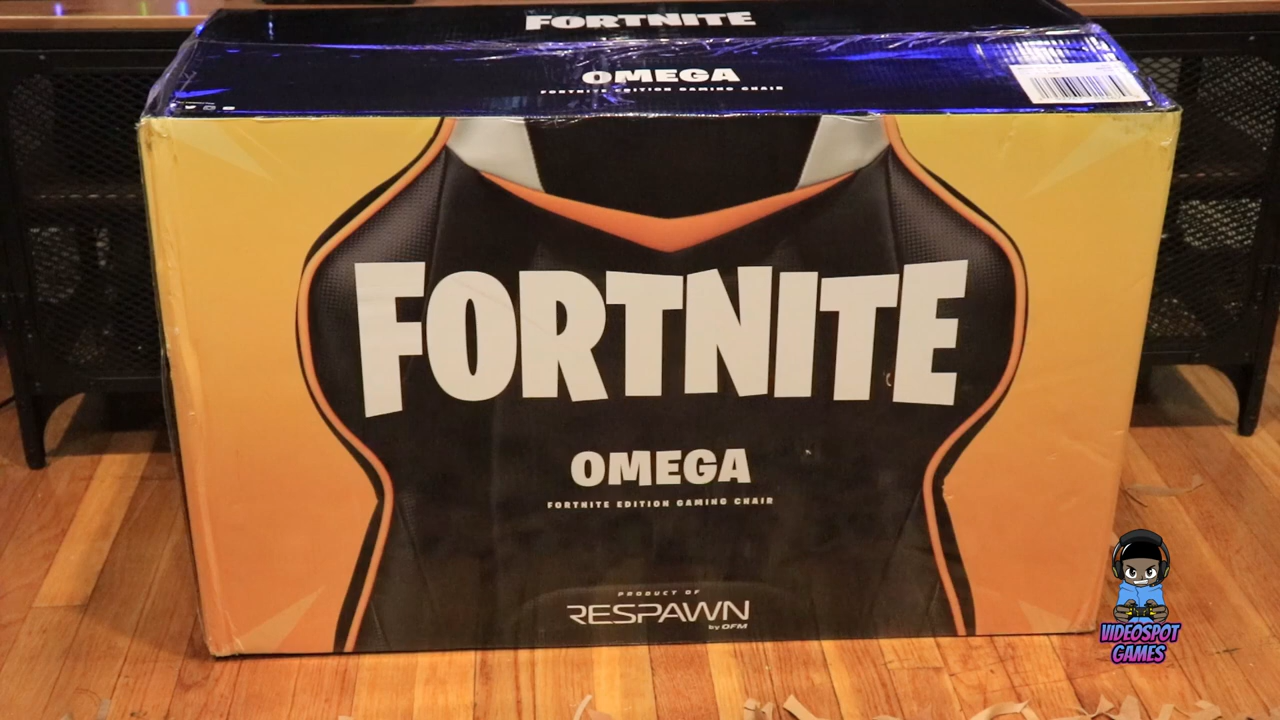 FORTNITE
OMEGA
FORTNITE EDITION GAMING CHAIR
FORTNITE
OMEGA
FORTNITE EDITION GAMING CHAIR
PRODUCT OF
RESPAWN
by OFM
VIDEOSPOT
GAMES